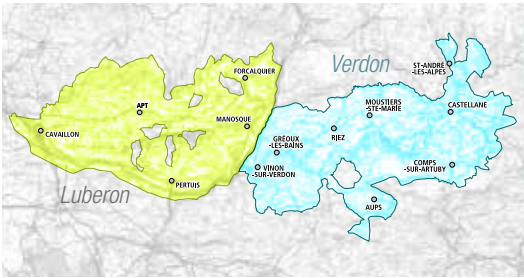 Verdon
ST-ANDRÉ
-LES-ALPES
FORCALQUIER
APT
MOUSTIERS
-STE-MARIE
CASTELLANE
MANOSQUE
CAVAILLON
RIEZ
GRÉOUX
-LES-BAINS
COMPS
-SUR-ARTUBY
VINON
-SUR-VERDON
PERTUIS
Luberon
AUPS